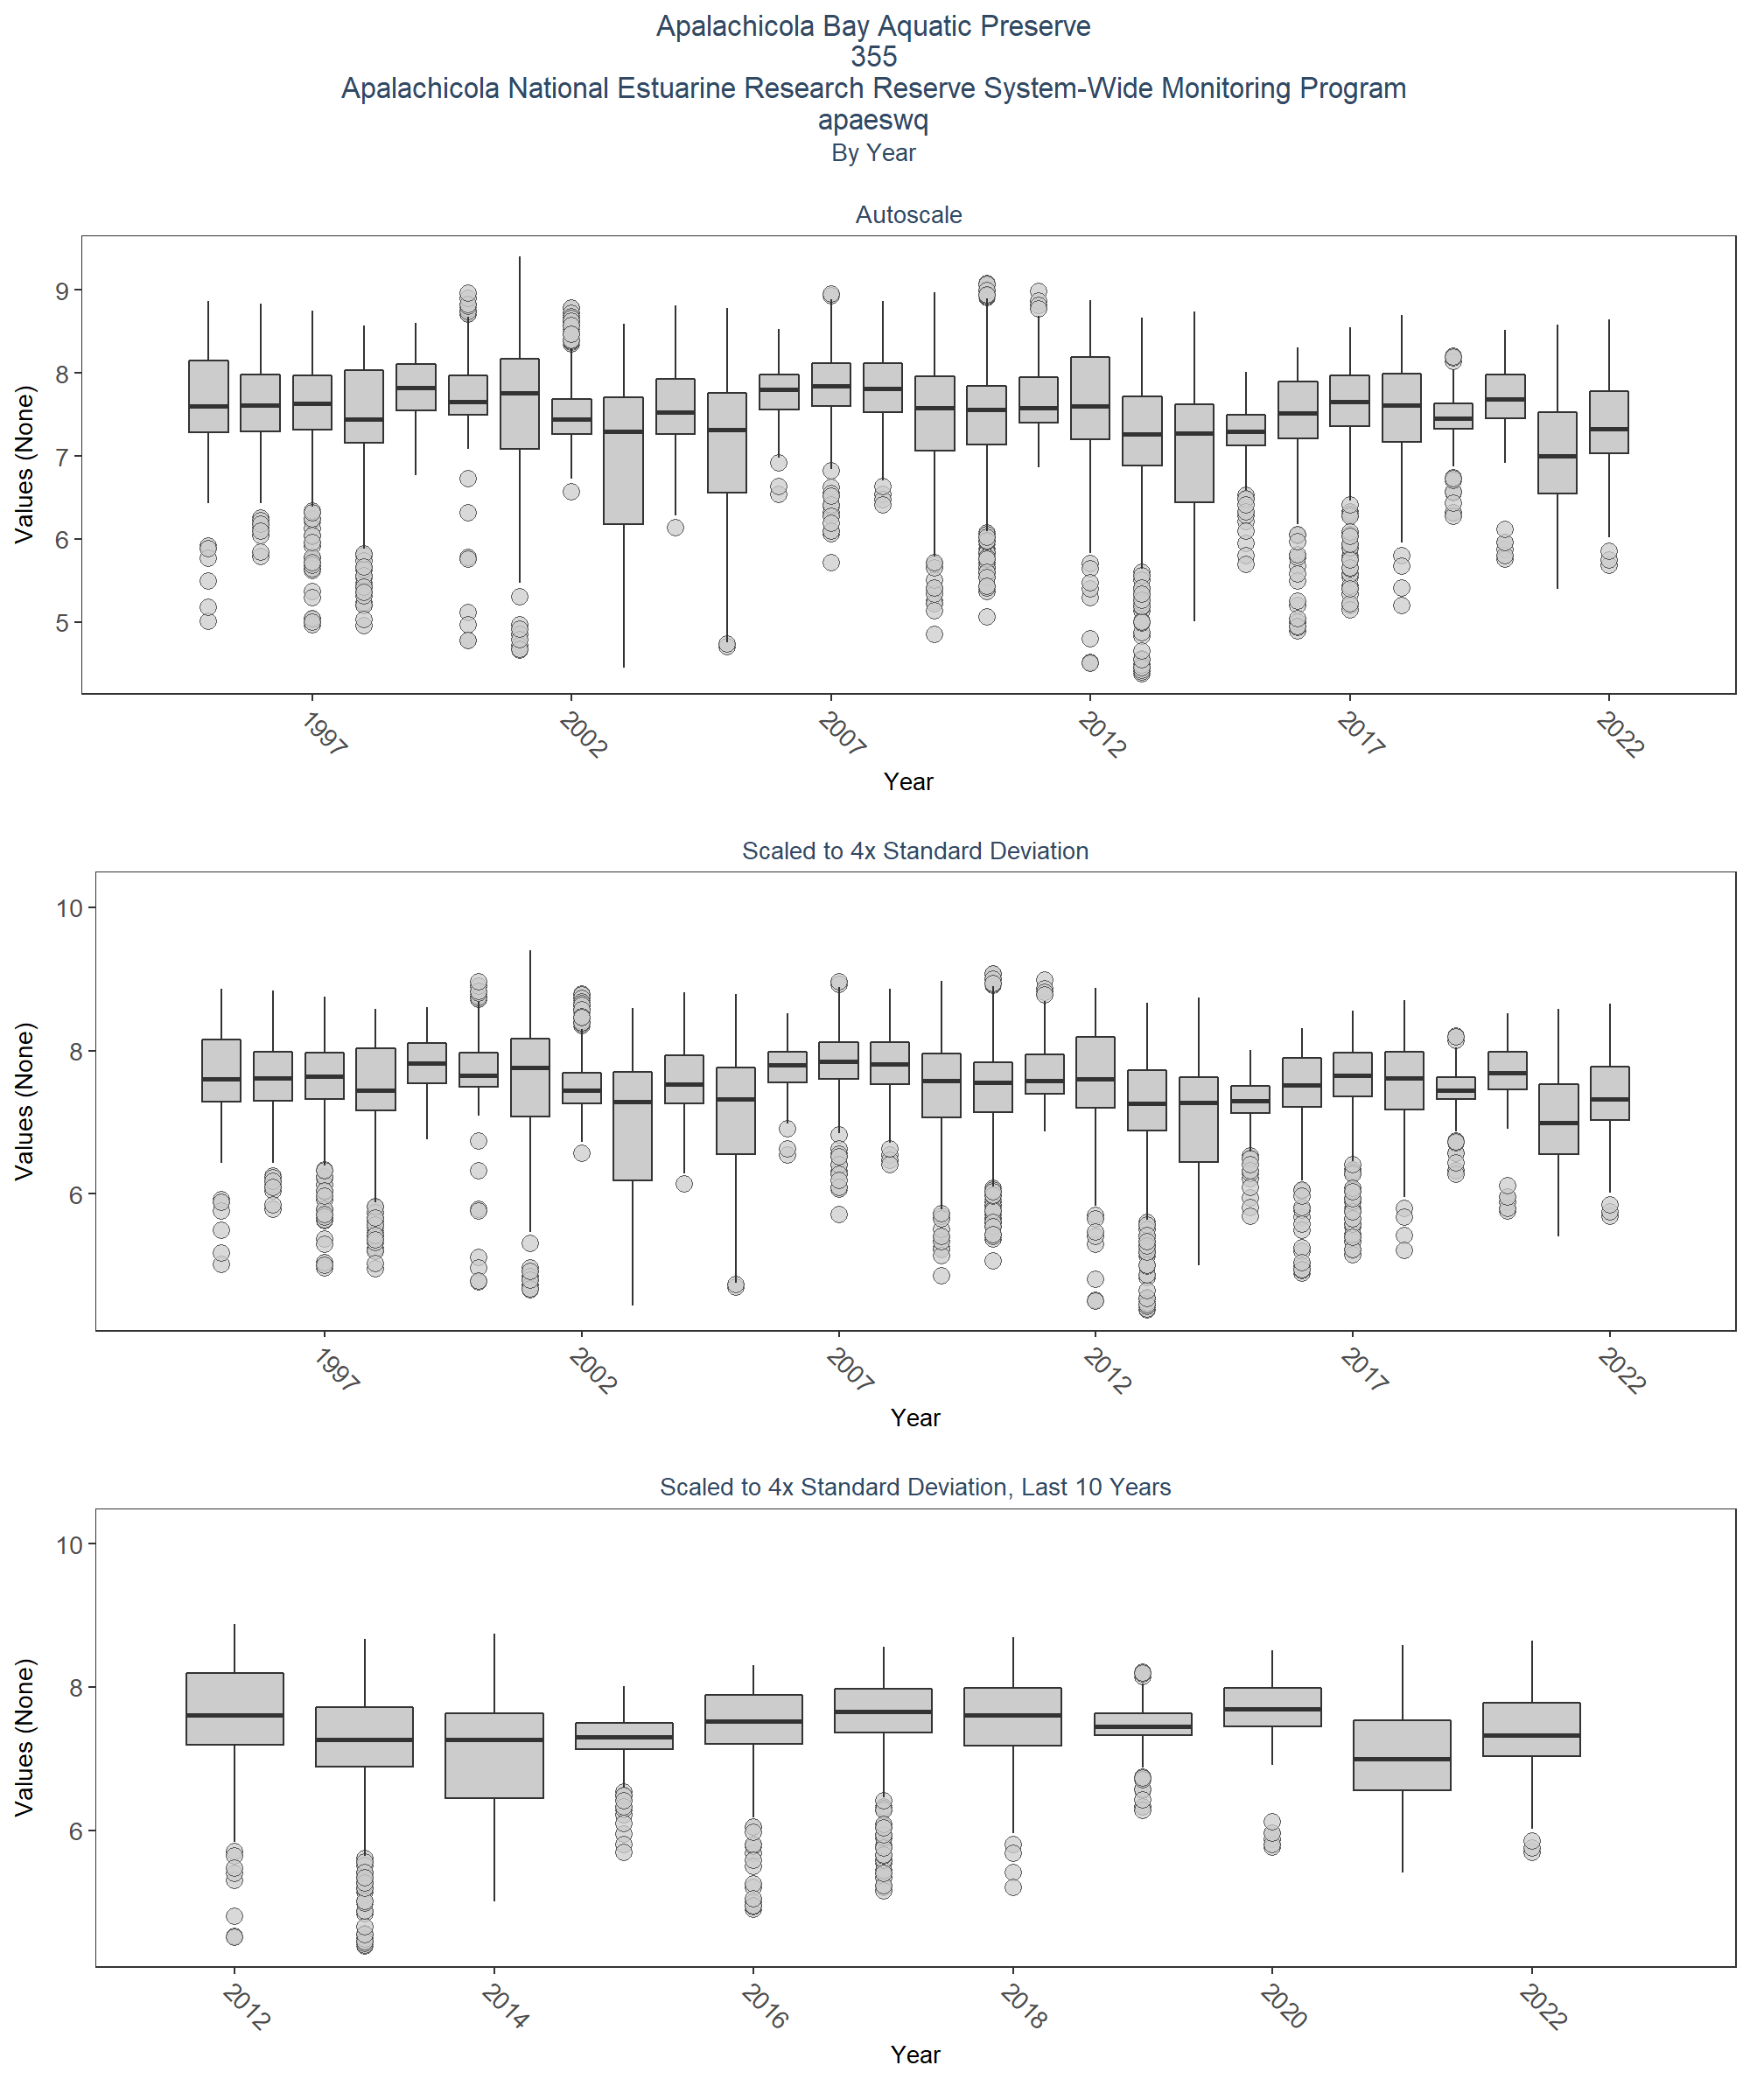 Apalachicola Bay Aquatic Preserve
355
Apalachicola National Estuarine Research Reserve System-Wide Monitoring Program
apaeswq
By Year
Autoscale
Values (None)
9
8
7
6
5
1997
2002
2007
2012
2017
2022
Year
Scaled to 4x Standard Deviation
Values (None)
10
8
6
1997
2002
2007
2012
2017
2022
Year
Scaled to 4x Standard Deviation, Last 10 Years
Values (None)
10
8
6
2012
2014
2016
2018
2020
2022
Year